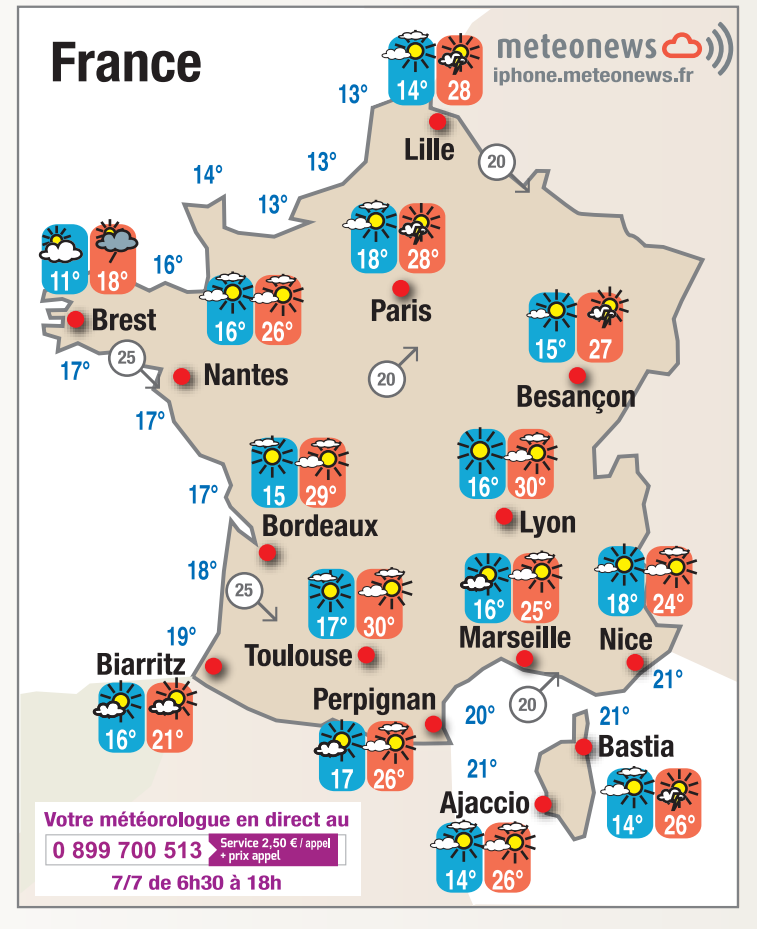 France
meteonews
iphone.meteonews.fr
14° 28
13°
Lille
20
13°
14°
13°
18° 28°
Paris
11° 18°
16°
Brest
16° 26°
Nantes
25
17°
20
15° 27
Besançon
17°
17°
15 29°
Bordeaux
16° 30°
Lyon
18°
25
17° 30°
Toulouse
16° 25°
Marseille
18° 24°
Nice
21°
19°
Biarritz
16° 21°
Perpignan
17 26°
20°
20
21°
21°
Bastia
14° 26°
Ajaccio
14° 26°
Votre météorologue en direct au
0 899 700 513
Service 2,50 € / appel
+ prix appel
7/7 de 6h30 à 18h